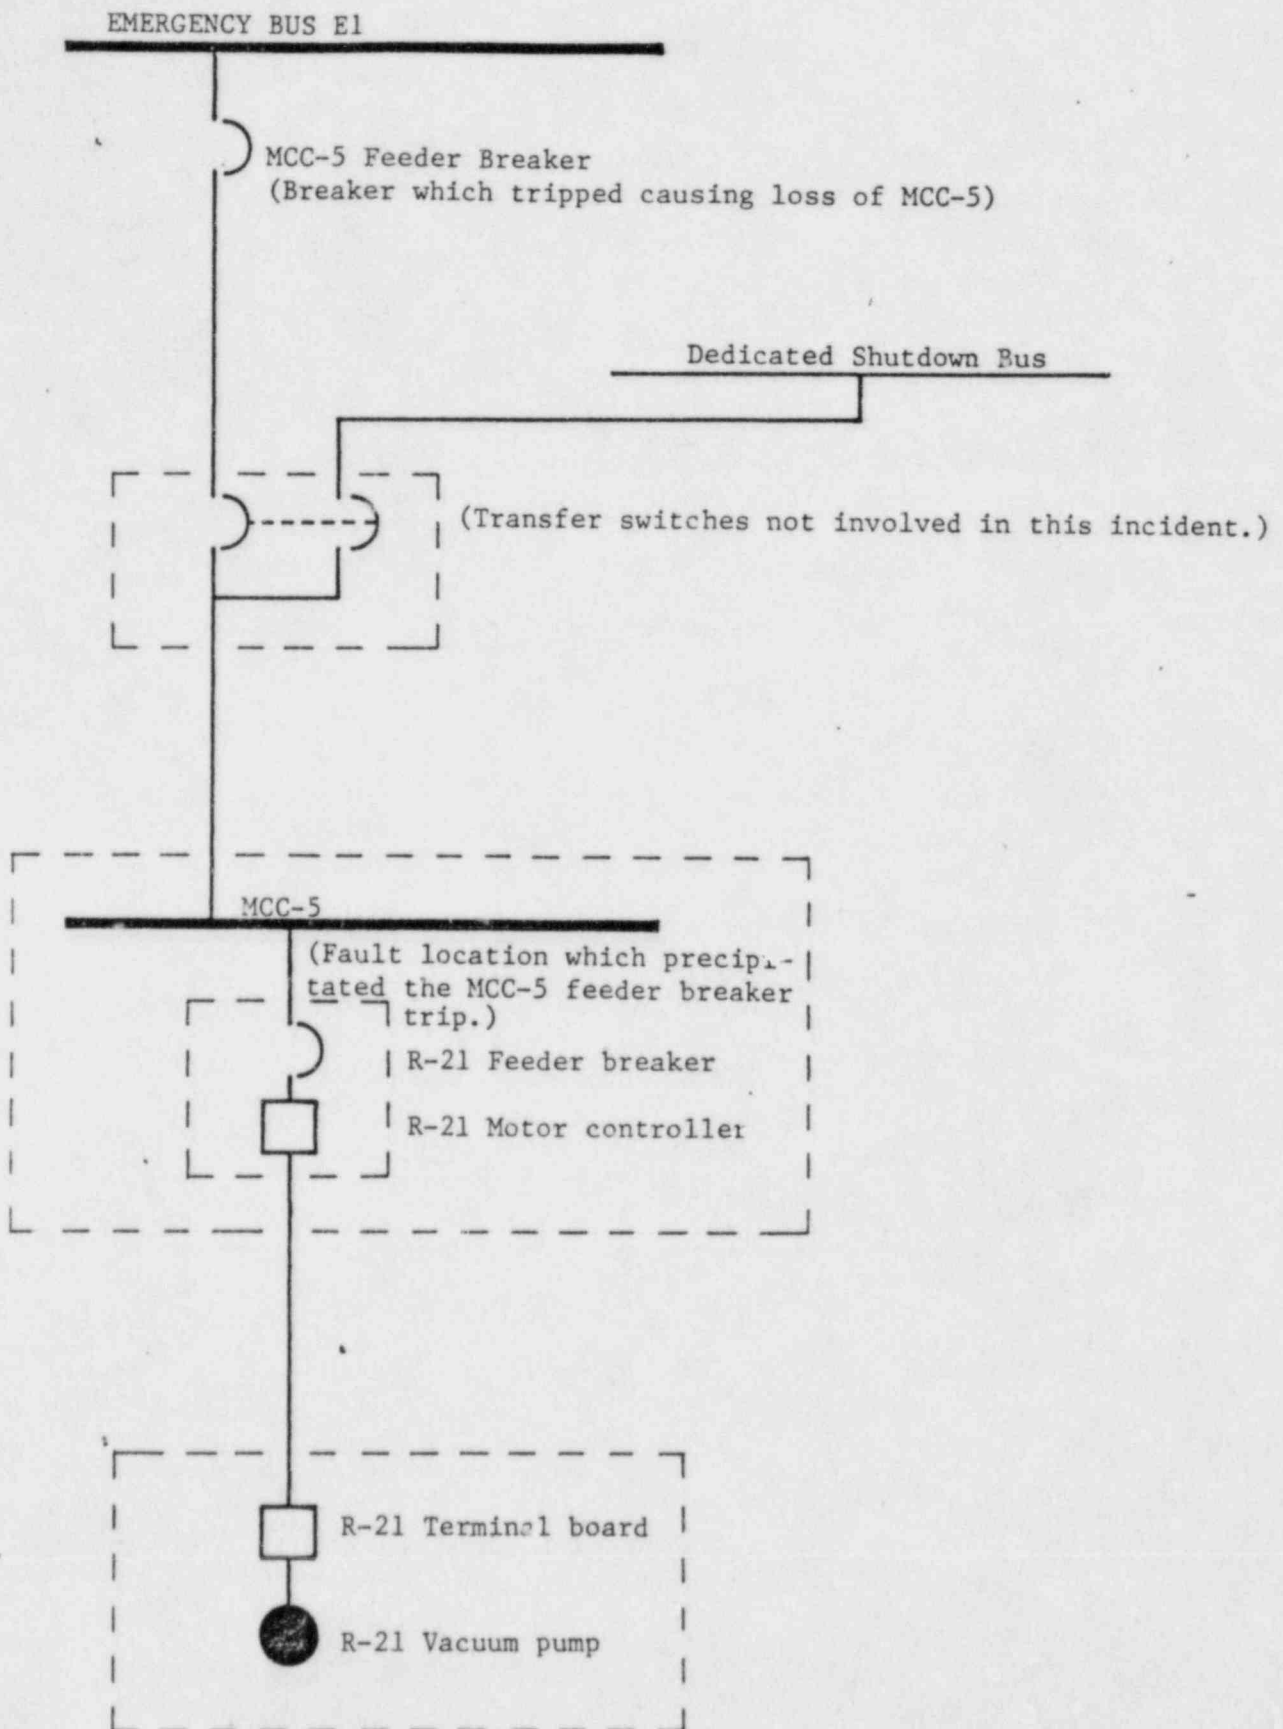 EMERGENCY BUS E1
MCC-5 Feeder Breaker
(Breaker which tripped causing loss of MCC-5)
Dedicated Shutdown Bus
(Transfer switches not involved in this incident.)
MCC-5
(Fault location which precipi-
tated the MCC-5 feeder breaker
trip.)
R-21 Feeder breaker
R-21 Motor controller
R-21 Terminal board
R-21 Vacuum pump